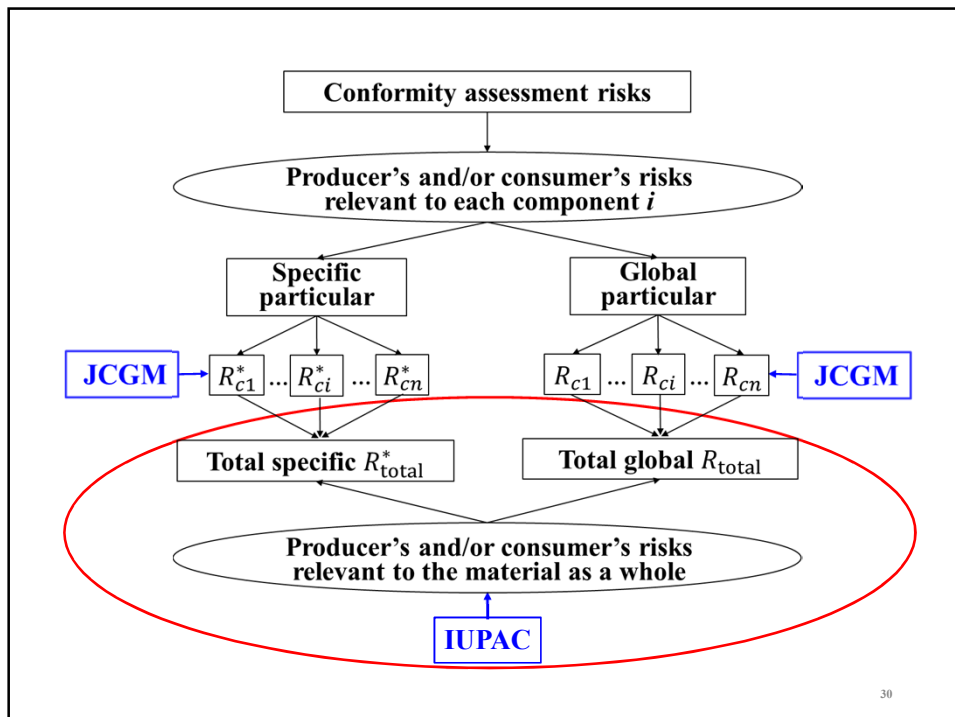 Conformity assessment risks
Producer's and/or consumer's risks
relevant to each component i
Specific
particular
Global
particular
JCGM
R*c1 ... R*ci ... R*cn
Rc1 ... Rci ... Rcn
JCGM
Total specific R*total
Total global Rtotal
Producer's and/or consumer's risks
relevant to the material as a whole
IUPAC
30